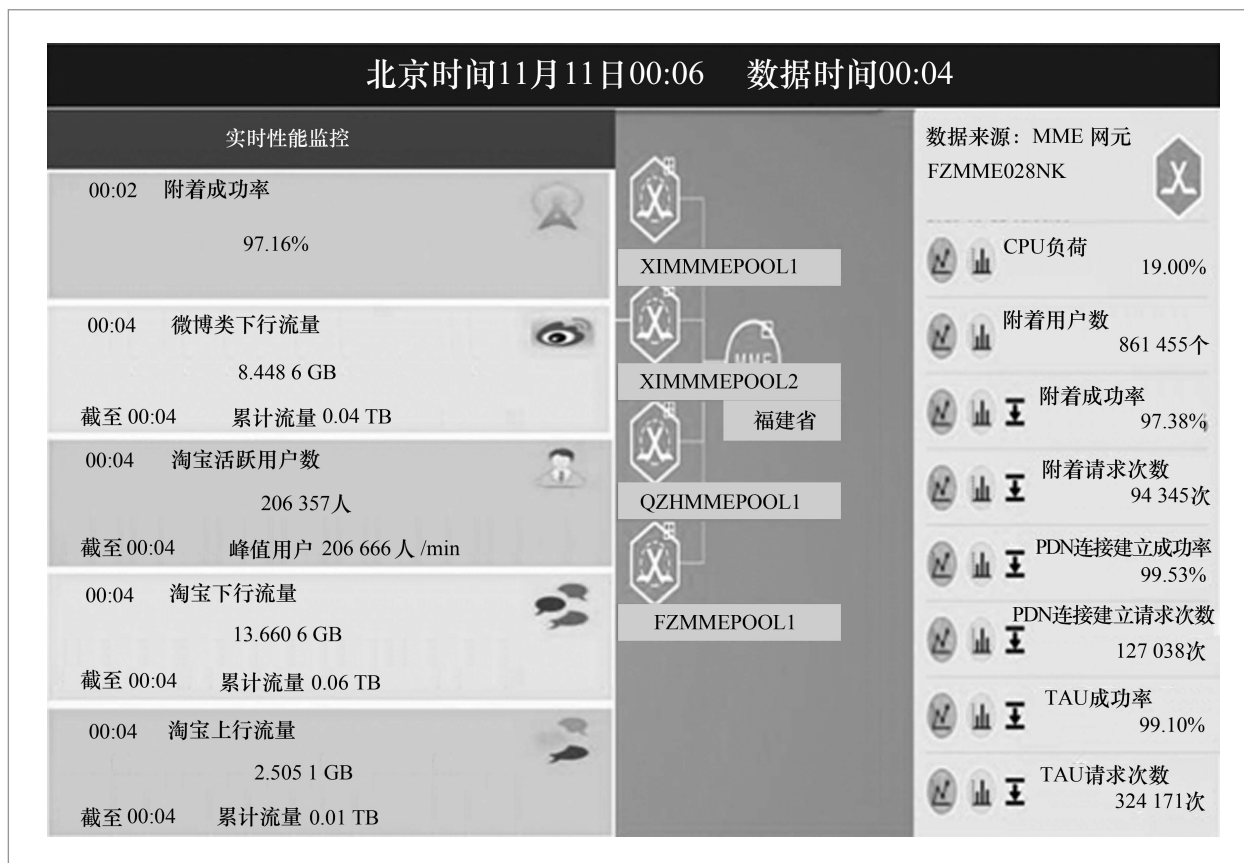 北京时间11月11日00:06 数据时间00:04
实时性能监控
00:02 附着成功率
97.16%
00:04 微博类下行流量
8.448 6 GB
截至 00:04 累计流量 0.04 TB
00:04 淘宝活跃用户数
206 357人
截至 00:04 峰值用户 206 666 人 /min
00:04 淘宝下行流量
13.660 6 GB
截至 00:04 累计流量 0.06 TB
00:04 淘宝上行流量
2.505 1 GB
截至 00:04 累计流量 0.01 TB
XIMMMEPOOL1
MME
XIMMMEPOOL2
福建省
QZHMMEPOOL1
FZMMEPOOL1
数据来源：MME 网元
FZMME028NK
CPU负荷
19.00%
附着用户数
861 455个
附着成功率
97.38%
附着请求次数
94 345次
PDN连接建立成功率
99.53%
PDN连接建立请求次数
127 038次
TAU成功率
99.10%
TAU请求次数
324 171次